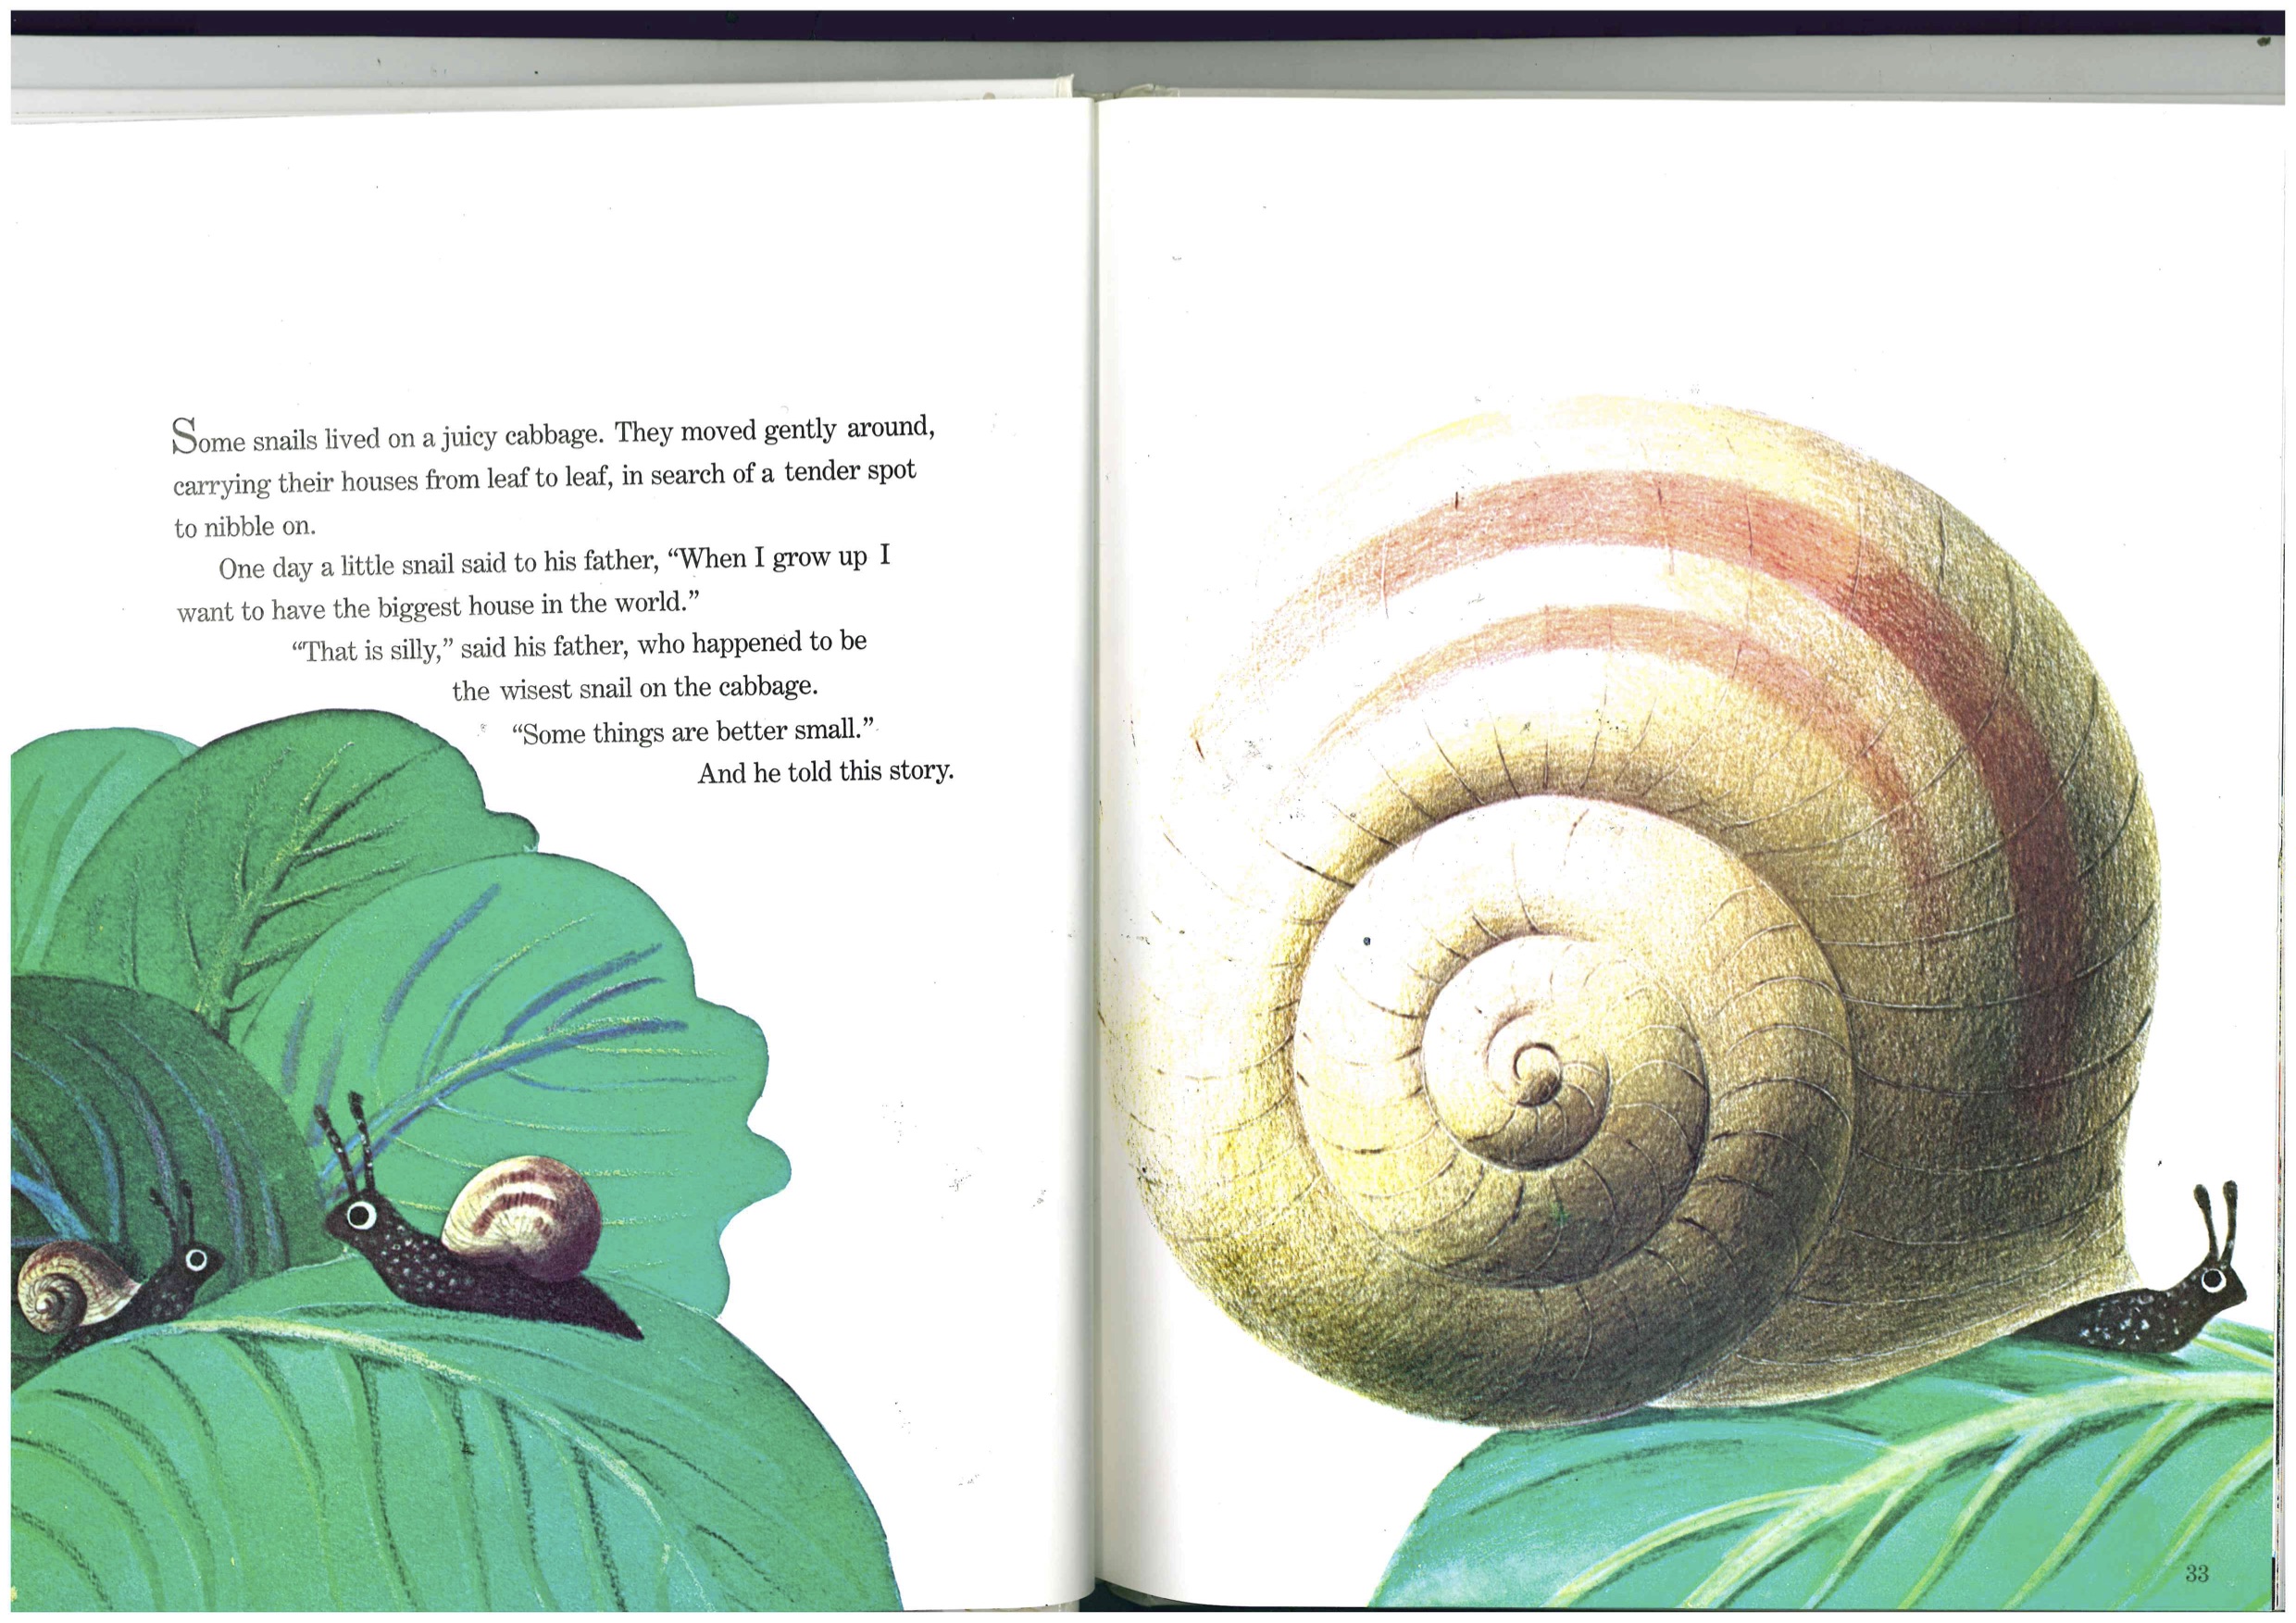 Some snails lived on a juicy cabbage. They moved gently around,
carrying their houses from leaf to leaf, in search of a tender spot
to nibble on.
One day a little snail said to his father, “When I grow up I
want to have the biggest house in the world.”
“That is silly,” said his father, who happened to be
the wisest snail on the cabbage.
“Some things are better small.”
And he told this story.
33